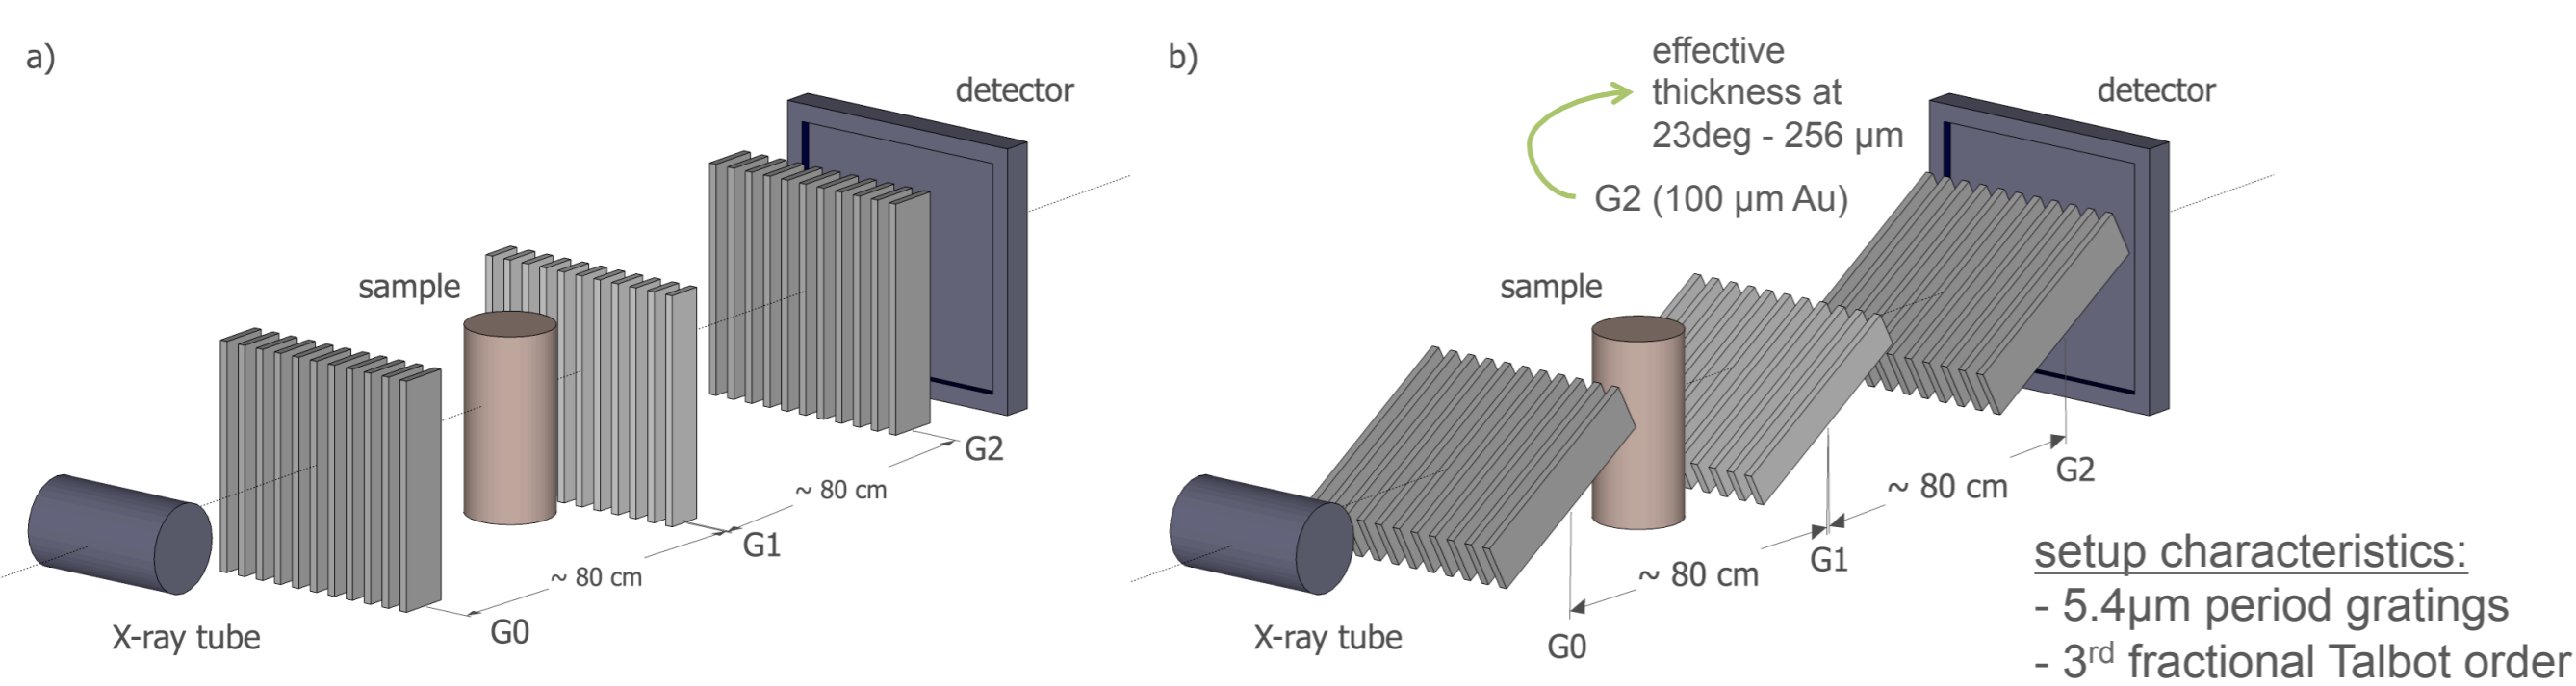 a)
detector
sample
G2
~ 80 cm
G1
~ 80 cm
G0
X-ray tube
b)
effective
thickness at
23deg - 256 µm
G2 (100 µm Au)
detector
sample
G2
~ 80 cm
G1
~ 80 cm
G0
X-ray tube
setup characteristics:
- 5.4µm period gratings
- 3rd fractional Talbot order